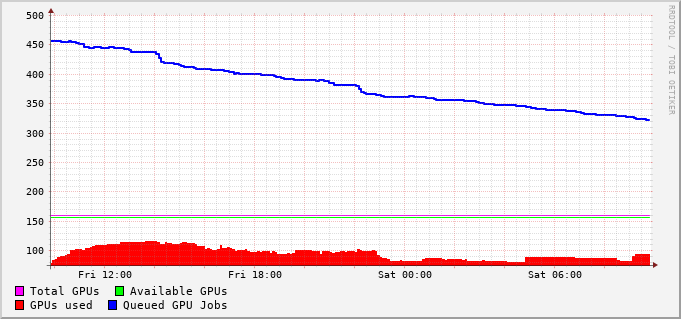 500
450
400
350
300
250
200
150
100
Fri 12:00 Fri 18:00 Sat 00:00 Sat 06:00
Total GPUs Available GPUs
GPUs used Queued GPU Jobs
RRDTOOL / TOBI OETIKER